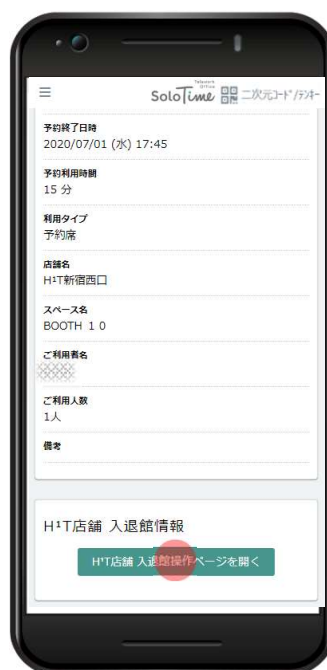 Telework
Office
SoloTime 二次元コード/テンキー
予約終了日時
2020/07/01 (水) 17:45
予約利用時間
15 分
利用タイプ
予約席
店舗名
H¹T新宿西口
スペース名
BOOTH １０
ご利用者名
ご利用人数
1人
備考
H¹T店舗 入退館情報
H¹T店舗 入退館操作ページを開く